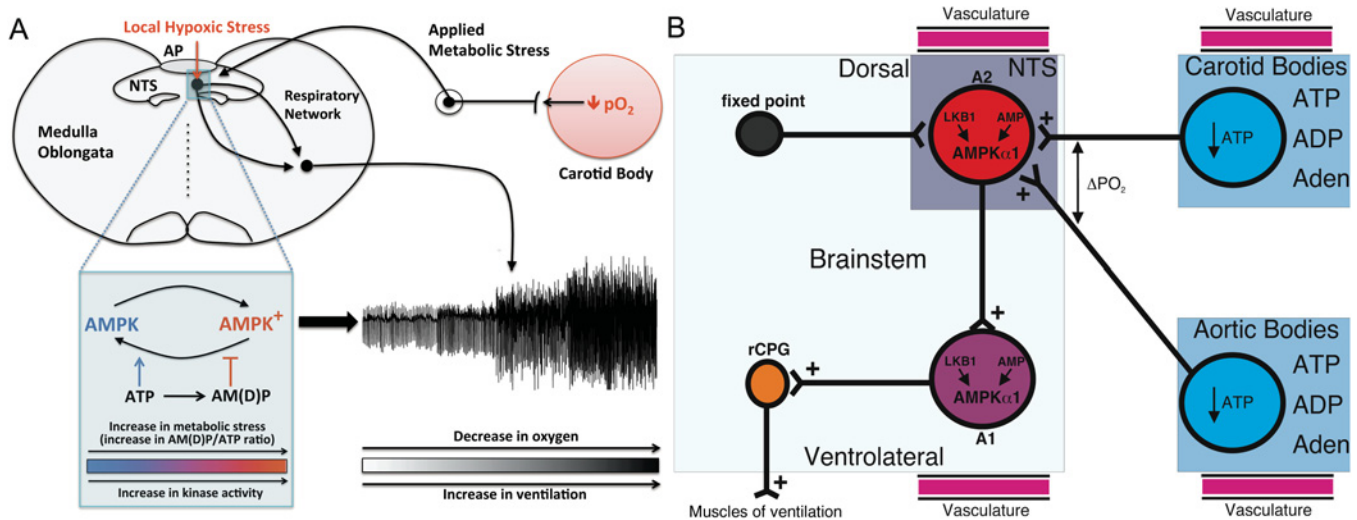 A
Local Hypoxic Stress
AP
NTS
Medulla
Oblongata
Respiratory
Network
Applied
Metabolic Stress
pO₂
Carotid Body
AMPK
AMPK⁺
ATP
AM(D)P
Increase in metabolic stress
(increase in AM(D)P/ATP ratio)
Increase in kinase activity
Decrease in oxygen
Increase in ventilation
B
Vasculature
Dorsal
NTS
A2
LKB1
AMP
AMPKα1
fixed point
+
+
ΔPO₂
Vasculature
Carotid Bodies
ATP
ATP
ADP
Aden
Brainstem
+
rCPG
+
LKB1
AMP
AMPKα1
A1
Ventrolateral
+
Muscles of ventilation
Vasculature
Aortic Bodies
ATP
ATP
ADP
Aden
Vasculature